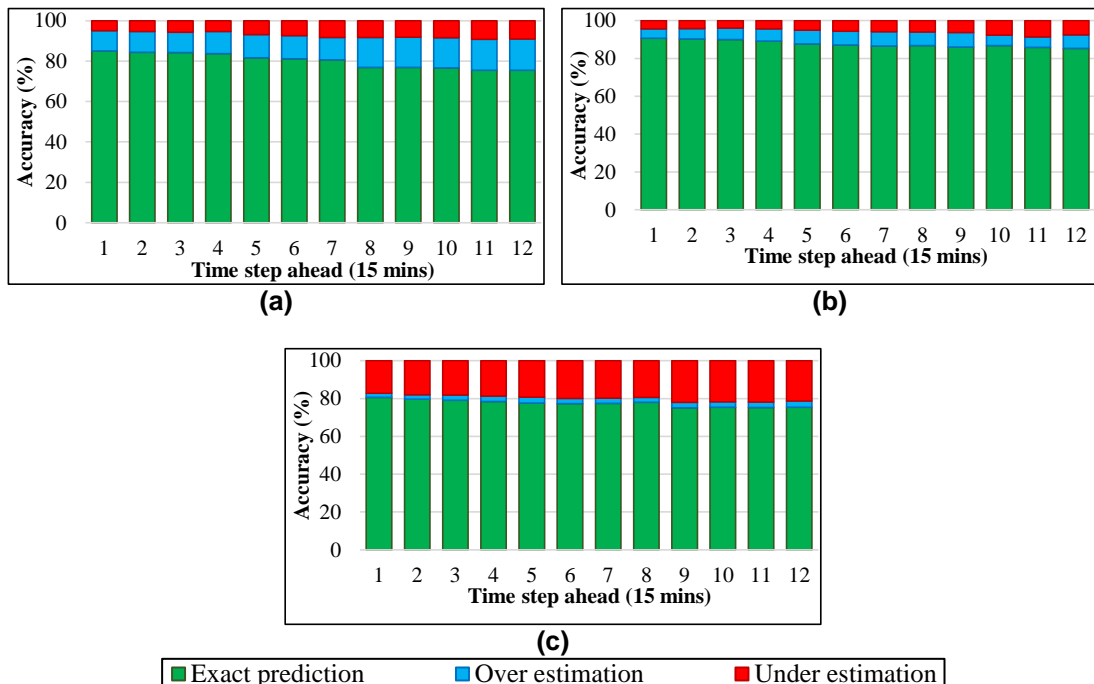 100
80
60
40
20
0
Accuracy (%)
1 2 3 4 5 6 7 8 9 10 11 12
Time step ahead (15 mins)
(a)
100
80
60
40
20
0
Accuracy (%)
1 2 3 4 5 6 7 8 9 10 11 12
Time step ahead (15 mins)
(b)
100
80
60
40
20
0
Accuracy (%)
1 2 3 4 5 6 7 8 9 10 11 12
Time step ahead (15 mins)
(c)
Exact prediction Over estimation Under estimation